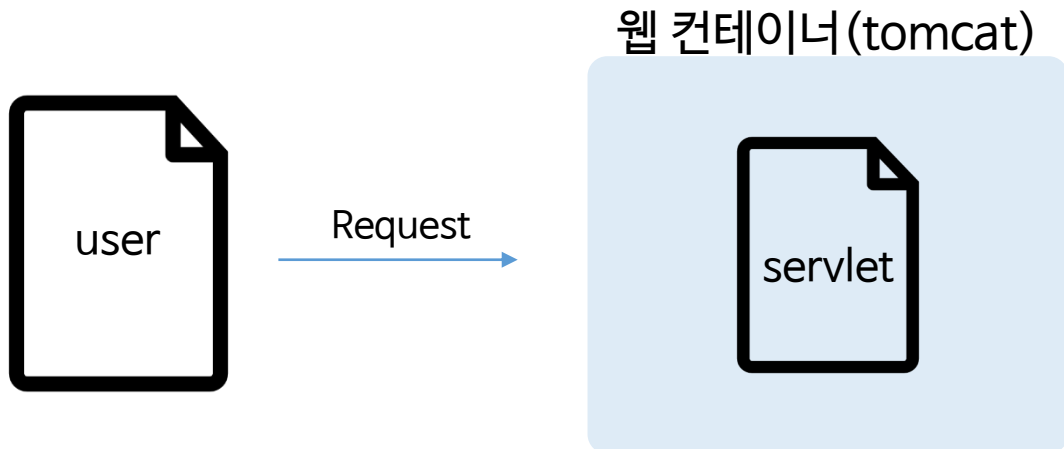 웹 컨테이너(tomcat)
user
Request
servlet